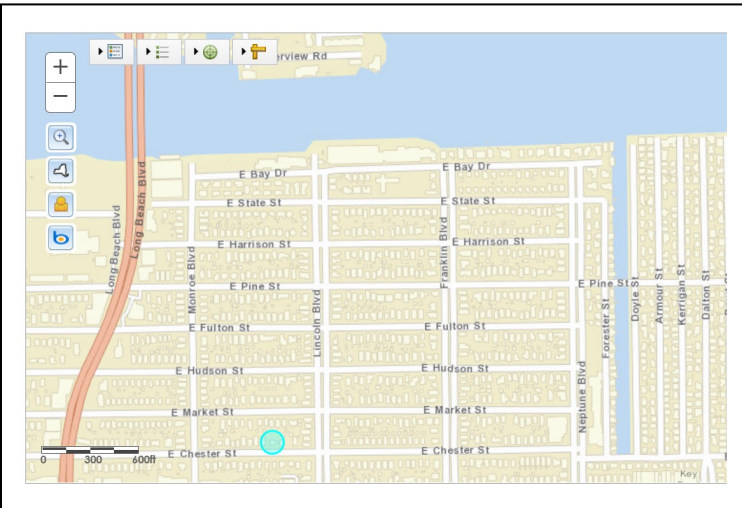 +
erview Rd
−
E Bay Dr
E Bay Dr
Long Beach Blvd
E State St
E State St
Long Beach Blvd
E Harrison St
E Harrison St
Franklin Blvd
Monroe Blvd
E Pine St
E Pine St
Doyle St
Armour St
Kerrigan St
Dalton St
Lincoln Blvd
Forester St
E Fulton St
E Fulton St
E Hudson St
E Hudson St
Neptune Blvd
E Market St
E Market St
E Chester St
E Chester St
0 300 600ft
Key